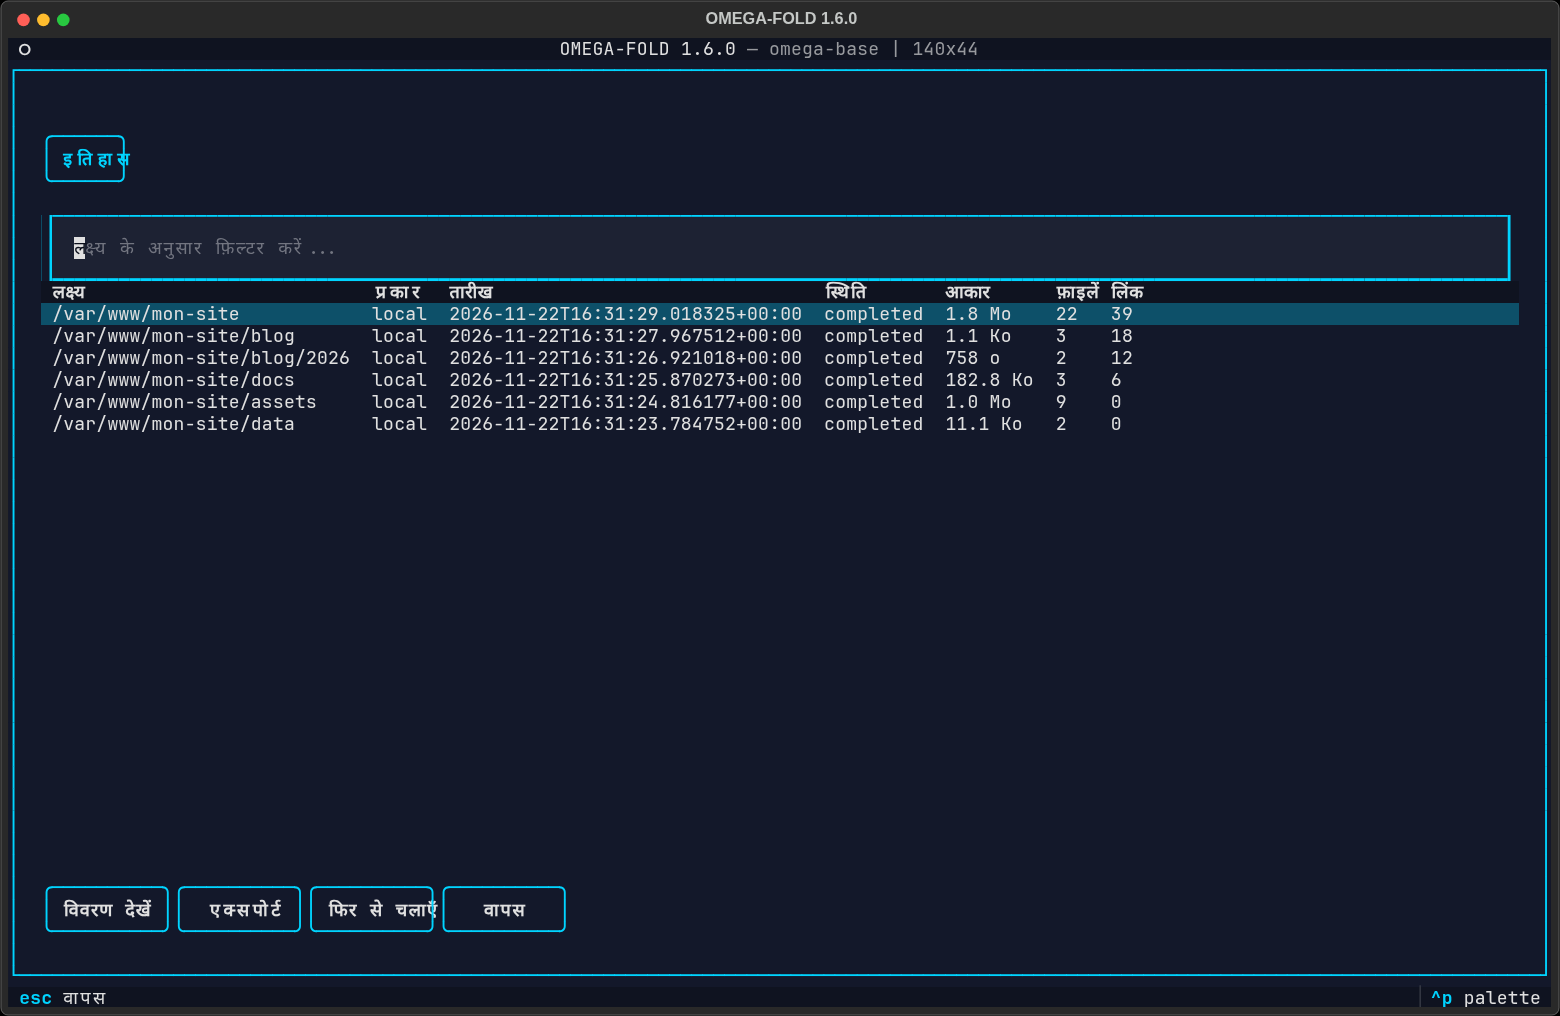 OMEGA-FOLD 1.6.0
OMEGA-FOLD 1.6.0 — omega-base | 140x44
इतिहास
लक्ष्य के अनुसार फ़िल्टर करें ...
लक्ष्य प्रकार तारीख स्थिति आकार फ़ाइलें लिंक
/var/www/mon-site local 2026-11-22T16:31:29.018325+00:00 completed 1.8 Mo 22 39
/var/www/mon-site/blog local 2026-11-22T16:31:27.967512+00:00 completed 1.1 Ko 3 18
/var/www/mon-site/blog/2026 local 2026-11-22T16:31:26.921018+00:00 completed 758 o 2 12
/var/www/mon-site/docs local 2026-11-22T16:31:25.870273+00:00 completed 182.8 Ko 3 6
/var/www/mon-site/assets local 2026-11-22T16:31:24.816177+00:00 completed 1.0 Mo 9 0
/var/www/mon-site/data local 2026-11-22T16:31:23.784752+00:00 completed 11.1 Ko 2 0
विवरण देखें एक्सपोर्ट फिर से चलाएँ वापस
esc वापस ^p palette